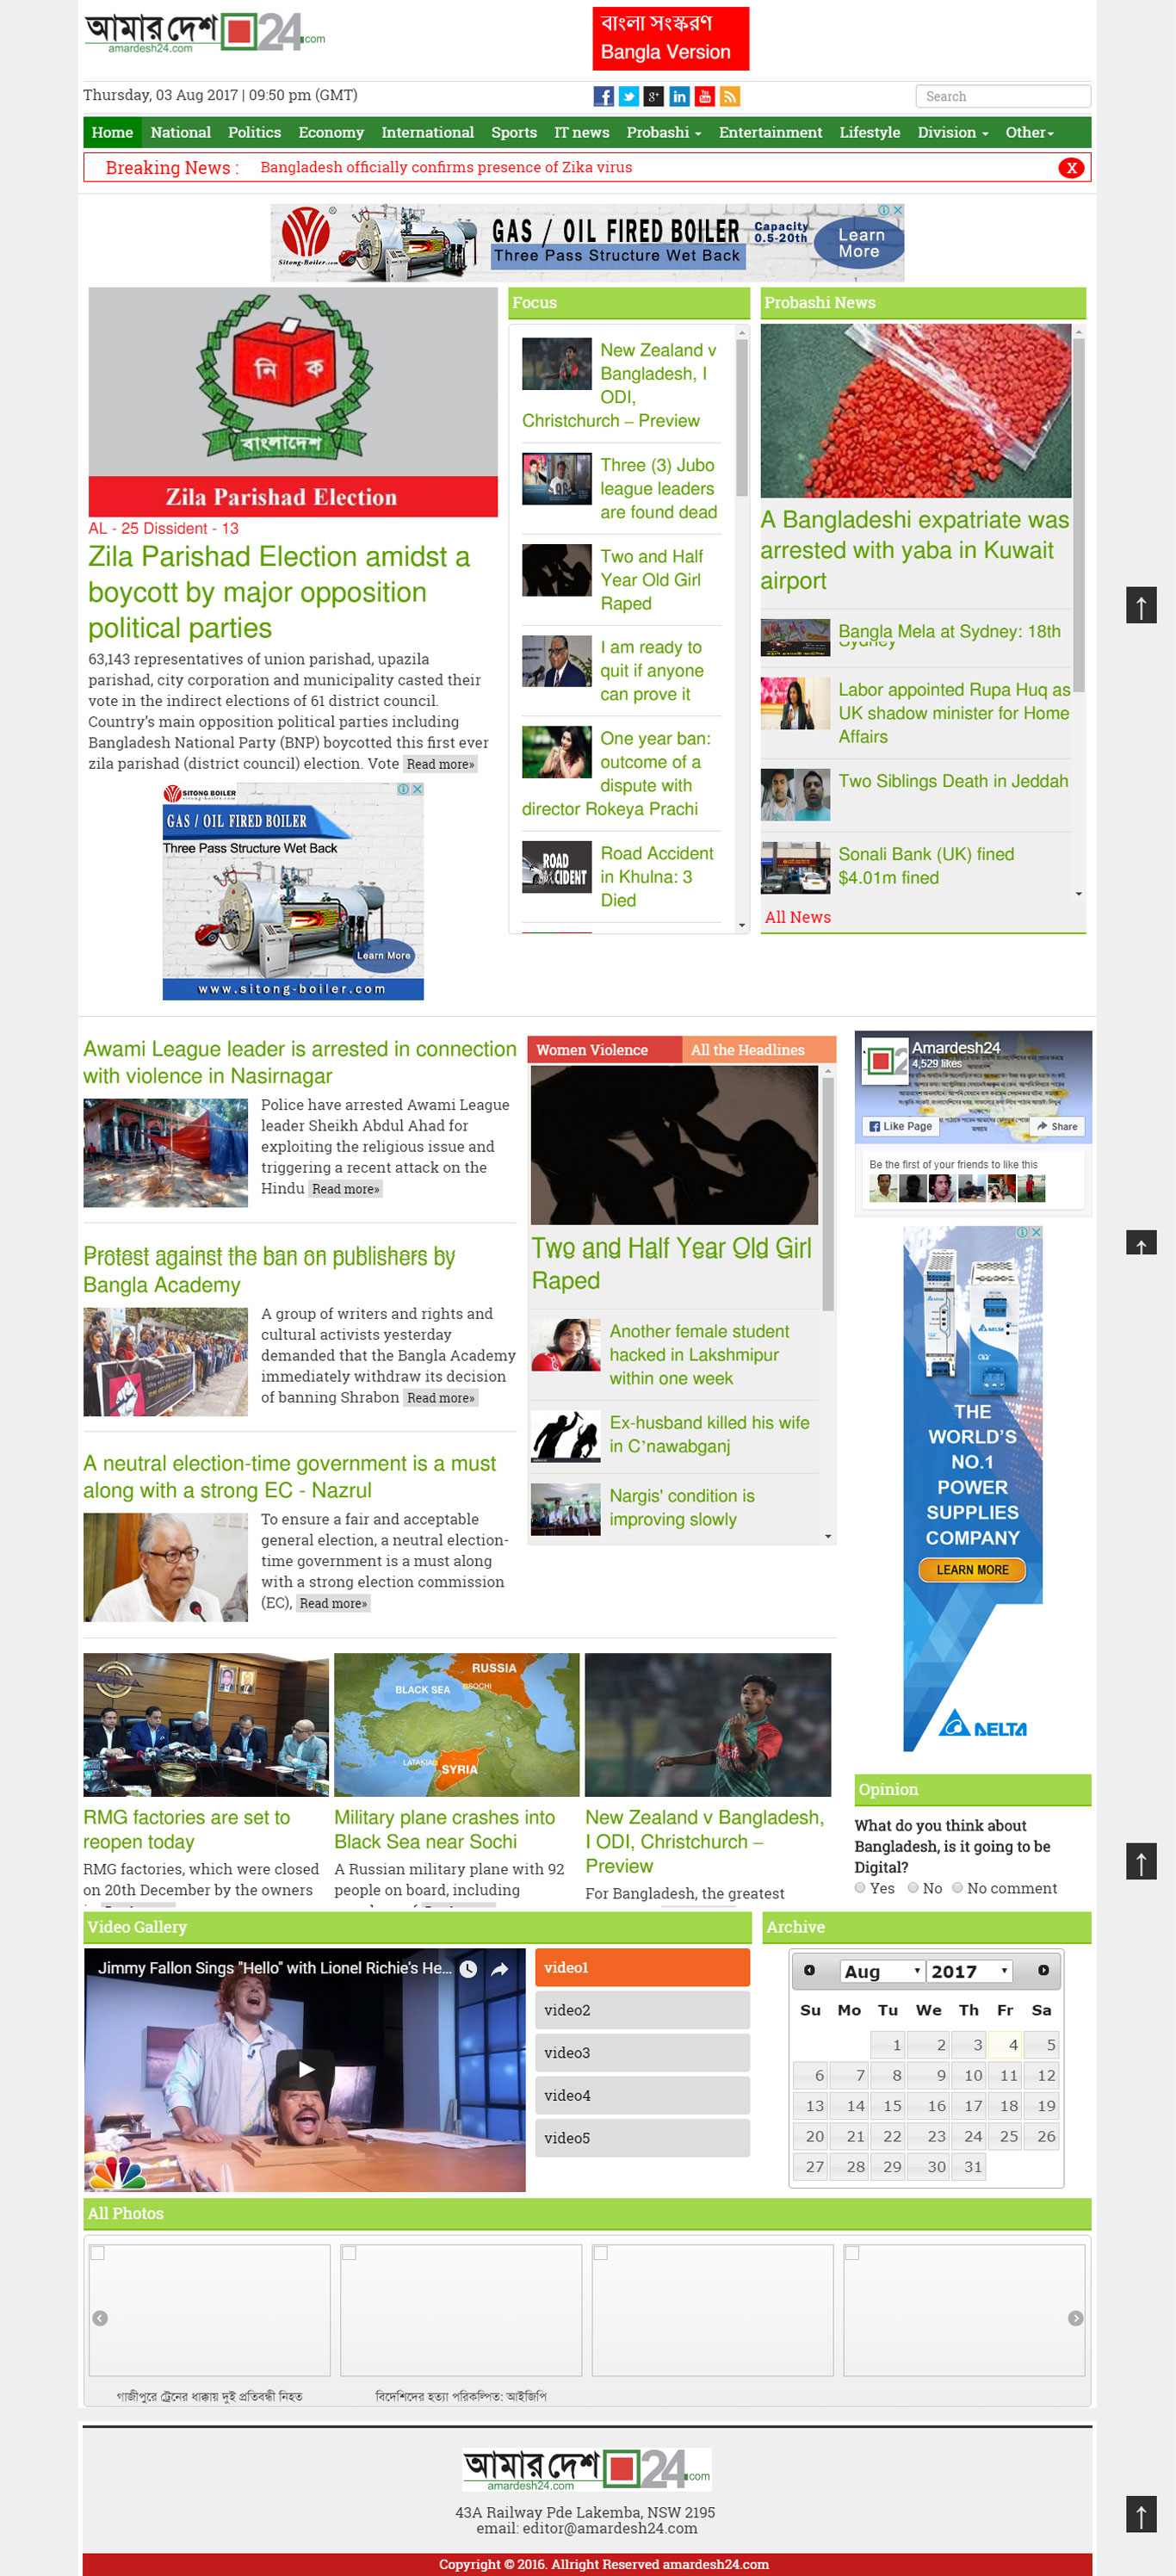 আমার দেশ 24.com
amardesh24.com
বাংলা সংস্করণ
Bangla Version
Thursday, 03 Aug 2017 | 09:50 pm (GMT)
Search
Home National Politics Economy International Sports IT news Probashi Entertainment Lifestyle Division Other
Breaking News : Bangladesh officially confirms presence of Zika virus X
Sitong-Boiler.com
GAS / OIL FIRED BOILER
Three Pass Structure Wet Back
Capacity
0.5-20th
Learn
More
নি ক
বাংলাদেশ
Zila Parishad Election
AL - 25 Dissident - 13
Zila Parishad Election amidst a
boycott by major opposition
political parties
63,143 representatives of union parishad, upazila
parishad, city corporation and municipality casted their
vote in the indirect elections of 61 district council.
Country's main opposition political parties including
Bangladesh National Party (BNP) boycotted this first ever
zila parishad (district council) election. Vote Read more»
SITONG BOILER
GAS / OIL FIRED BOILER
Three Pass Structure Wet Back
Learn More
www.sitong-boiler.com
Focus
New Zealand v
Bangladesh, I
ODI,
Christchurch – Preview
Three (3) Jubo
league leaders
are found dead
Two and Half
Year Old Girl
Raped
I am ready to
quit if anyone
can prove it
One year ban:
outcome of a
dispute with
director Rokeya Prachi
ROAD
Road Accident
in Khulna: 3
Died
Probashi News
A Bangladeshi expatriate was
arrested with yaba in Kuwait
airport
Bangla Mela at Sydney: 18th
Sydney
Labor appointed Rupa Huq as
UK shadow minister for Home
Affairs
Two Siblings Death in Jeddah
Sonali Bank (UK) fined
$4.01m fined
All News
Awami League leader is arrested in connection
with violence in Nasirnagar
Police have arrested Awami League
leader Sheikh Abdul Ahad for
exploiting the religious issue and
triggering a recent attack on the
Hindu Read more»
Protest against the ban on publishers by
Bangla Academy
A group of writers and rights and
cultural activists yesterday
demanded that the Bangla Academy
immediately withdraw its decision
of banning Shrabon Read more»
A neutral election-time government is a must
along with a strong EC - Nazrul
To ensure a fair and acceptable
general election, a neutral election-
time government is a must along
with a strong election commission
(EC), Read more»
Women Violence All the Headlines
Two and Half Year Old Girl
Raped
Another female student
hacked in Lakshmipur
within one week
Ex-husband killed his wife
in C'nawabganj
Nargis' condition is
improving slowly
Amardesh24
4,529 likes
Like Page Share
Be the first of your friends to like this
DELTA
THE
WORLD'S
NO.1
POWER
SUPPLIES
COMPANY
LEARN MORE
DELTA
RUSSIA
BLACK SEA
SOCHI
LATAKIA
SYRIA
RMG factories are set to
reopen today
RMG factories, which were closed
on 20th December by the owners
Military plane crashes into
Black Sea near Sochi
A Russian military plane with 92
people on board, including
New Zealand v Bangladesh,
I ODI, Christchurch –
Preview
For Bangladesh, the greatest
Opinion
What do you think about
Bangladesh, is it going to be
Digital?
Yes No No comment
Video Gallery
Jimmy Fallon Sings "Hello" with Lionel Richie's He...
video1
video2
video3
video4
video5
Archive
Aug 2017
Su Mo Tu We Th Fr Sa
1 2 3 4 5
6 7 8 9 10 11 12
13 14 15 16 17 18 19
20 21 22 23 24 25 26
27 28 29 30 31
All Photos
গাজীপুরে ট্রেনের ধাক্কায় দুই প্রতিবন্ধী নিহত
বিদেশিদের হত্যা পরিকল্পিত: আইজিপি
আমার দেশ 24.com
amardesh24.com
43A Railway Pde Lakemba, NSW 2195
email: editor@amardesh24.com
Copyright © 2016. Allright Reserved amardesh24.com